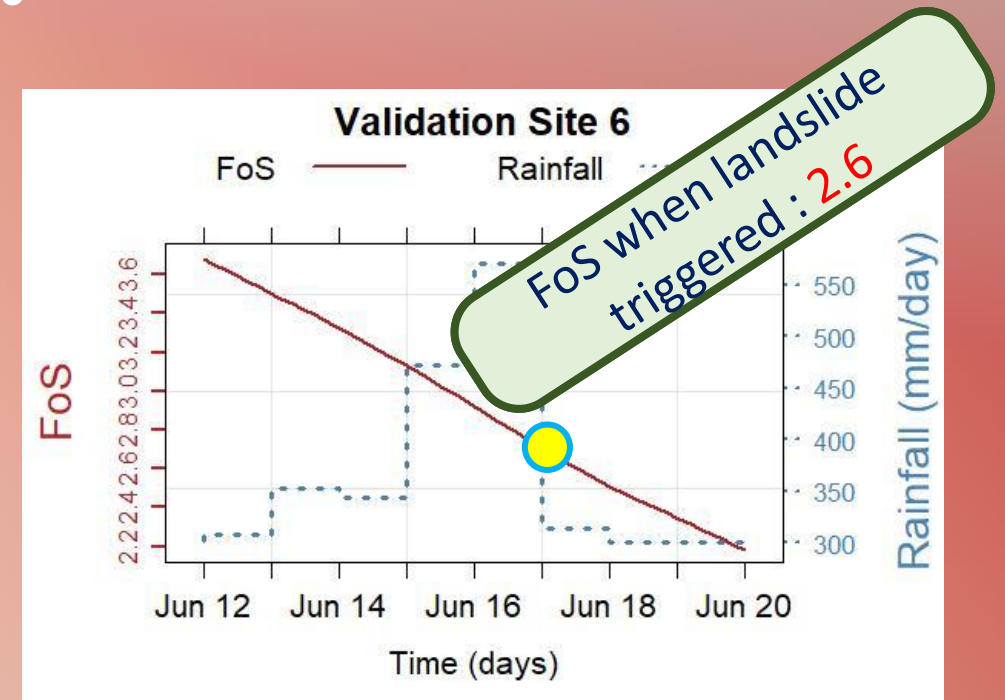 Validation Site 6
FoS Rainfall
FoS when landslide
triggered : 2.6
FoS
2.2 2.4 2.6 2.8 3.0 3.2 3.4 3.6
550
500
450
400
350
300
Rainfall (mm/day)
Jun 12 Jun 14 Jun 16 Jun 18 Jun 20
Time (days)